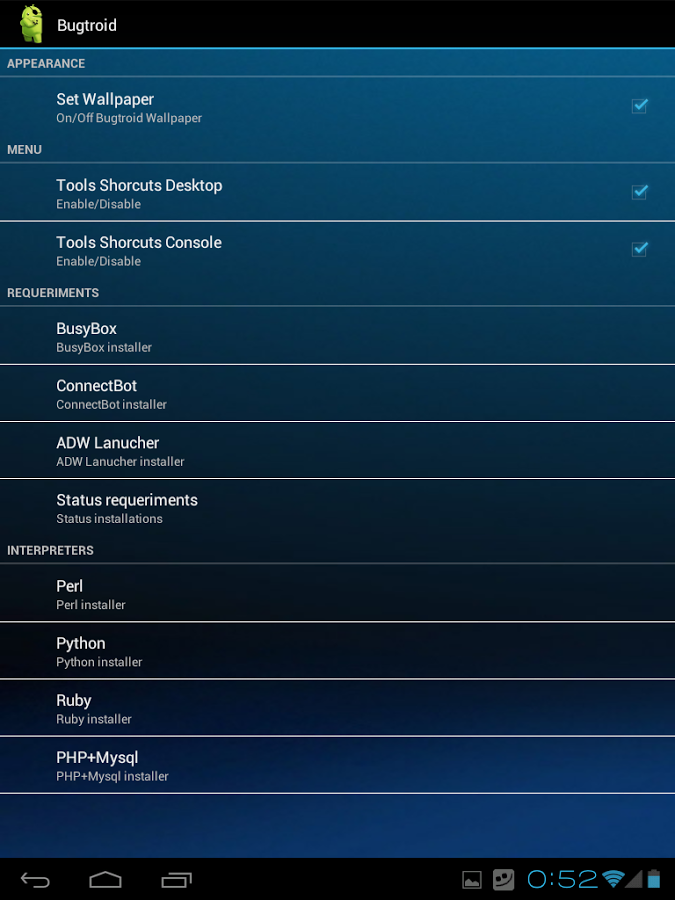 Bugtroid
APPEARANCE
Set Wallpaper
On/Off Bugtroid Wallpaper
MENU
Tools Shorcuts Desktop
Enable/Disable
Tools Shorcuts Console
Enable/Disable
REQUERIMENTS
BusyBox
BusyBox installer
ConnectBot
ConnectBot installer
ADW Lanucher
ADW Lanucher installer
Status requeriments
Status installations
INTERPRETERS
Perl
Perl installer
Python
Python installer
Ruby
Ruby installer
PHP+Mysql
PHP+Mysql installer
0:52